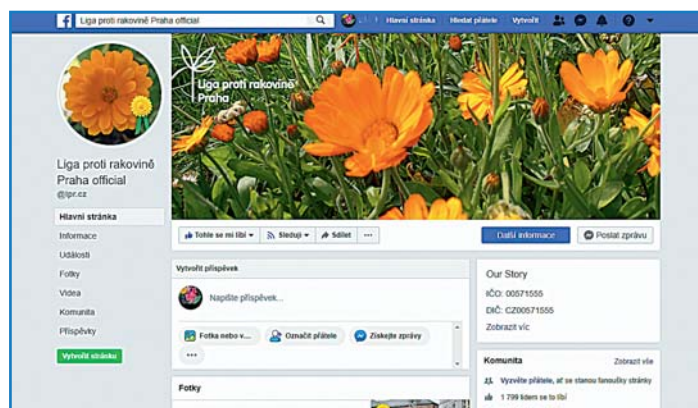 Liga proti rakovině Praha official
Hlavní stránka
Hledat přátele
Vytvořit
Liga proti rakovině
Praha
Liga proti rakovině
Praha official
@lpr.cz
Hlavní stránka
Informace
Události
Fotky
Videa
Komunita
Příspěvky
Vytvořit stránku
Tohle se mi líbí
Sleduji
Sdílet
Další informace
Poslat zprávu
Vytvořit příspěvek
Napište příspěvek...
Fotka nebo v...
Označit přátele
Získejte zprávy
Fotky
Our Story
IČO: 00571555
DIČ: CZ00571555
Zobrazit víc
Komunita
Zobrazit vše
Vyzvěte přátele, ať se stanou fanoušky stránky
1 799 lidem se to líbí